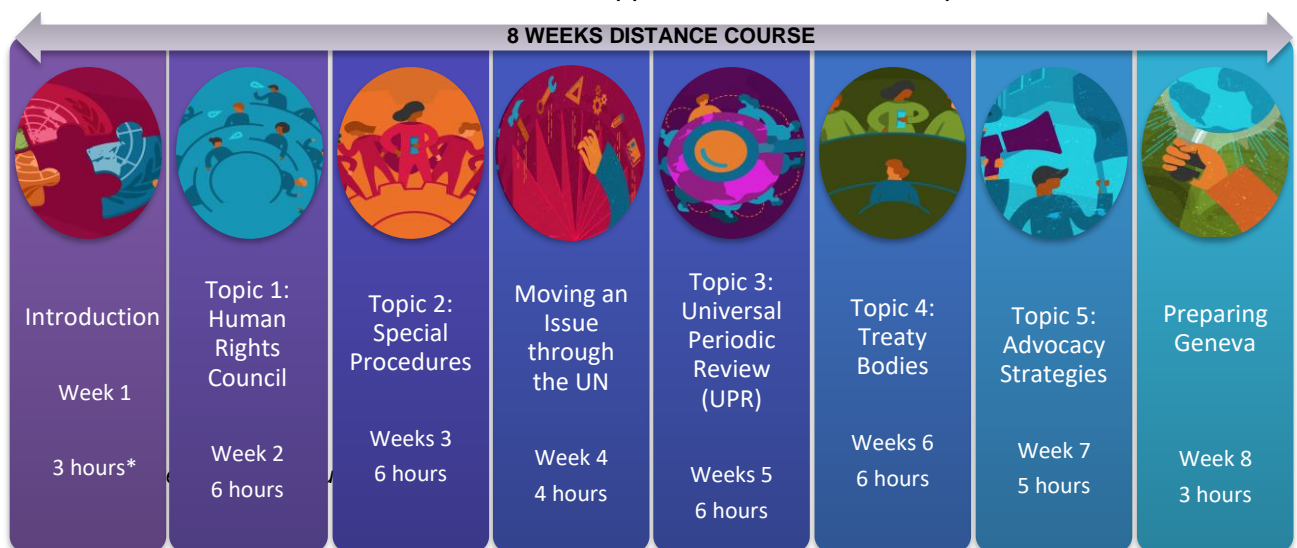 8 WEEKS DISTANCE COURSE
Introduction
Week 1
3 hours*
Topic 1:
Human
Rights
Council
Week 2
6 hours
Topic 2:
Special
Procedures
Weeks 3
6 hours
Moving an
Issue
through
the UN
Week 4
4 hours
Topic 3:
Universal
Periodic
Review
(UPR)
Weeks 5
6 hours
Topic 4:
Treaty
Bodies
Weeks 6
6 hours
Topic 5:
Advocacy
Strategies
Week 7
5 hours
Preparing
Geneva
Week 8
3 hours